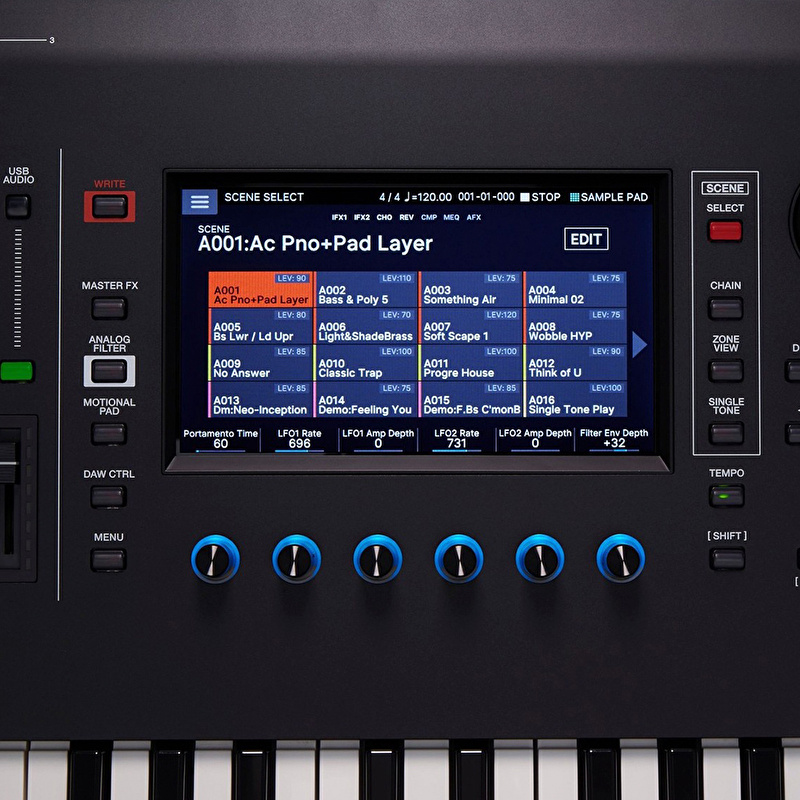 3
USB
AUDIO
WRITE
MASTER FX
ANALOG
FILTER
MOTIONAL
PAD
DAW CTRL
MENU
SCENE SELECT
4/4 ♩=120.00 001-01-000 STOP SAMPLE PAD
IFX1 IFX2 CHO REV CMP MEQ AFX
SCENE
A001:Ac Pno+Pad Layer
EDIT
LEV: 90 LEV:110 LEV: 75 LEV: 75
A001 A002 A003 A004
Ac Pno+Pad Layer Bass & Poly 5 Something Air Minimal 02
LEV: 80 LEV: 70 LEV:120 LEV: 75
A005 A006 A007 A008
Bs Lwr / Ld Upr Light&ShadeBrass Soft Scape 1 Wobble HYP
LEV: 85 LEV:100 LEV:100 LEV: 90
A009 A010 A011 A012
No Answer Classic Trap Progre House Think of U
LEV: 85 LEV: 75 LEV: 85 LEV:100
A013 A014 A015 A016
Dm:Neo-Inception Demo:Feeling You Demo:F.Bs C'monB Single Tone Play
Portamento Time LFO1 Rate LFO1 Amp Depth LFO2 Rate LFO2 Amp Depth Filter Env Depth
60 696 0 731 0 +32
SCENE
SELECT
CHAIN
ZONE
VIEW
SINGLE
TONE
TEMPO
[SHIFT]